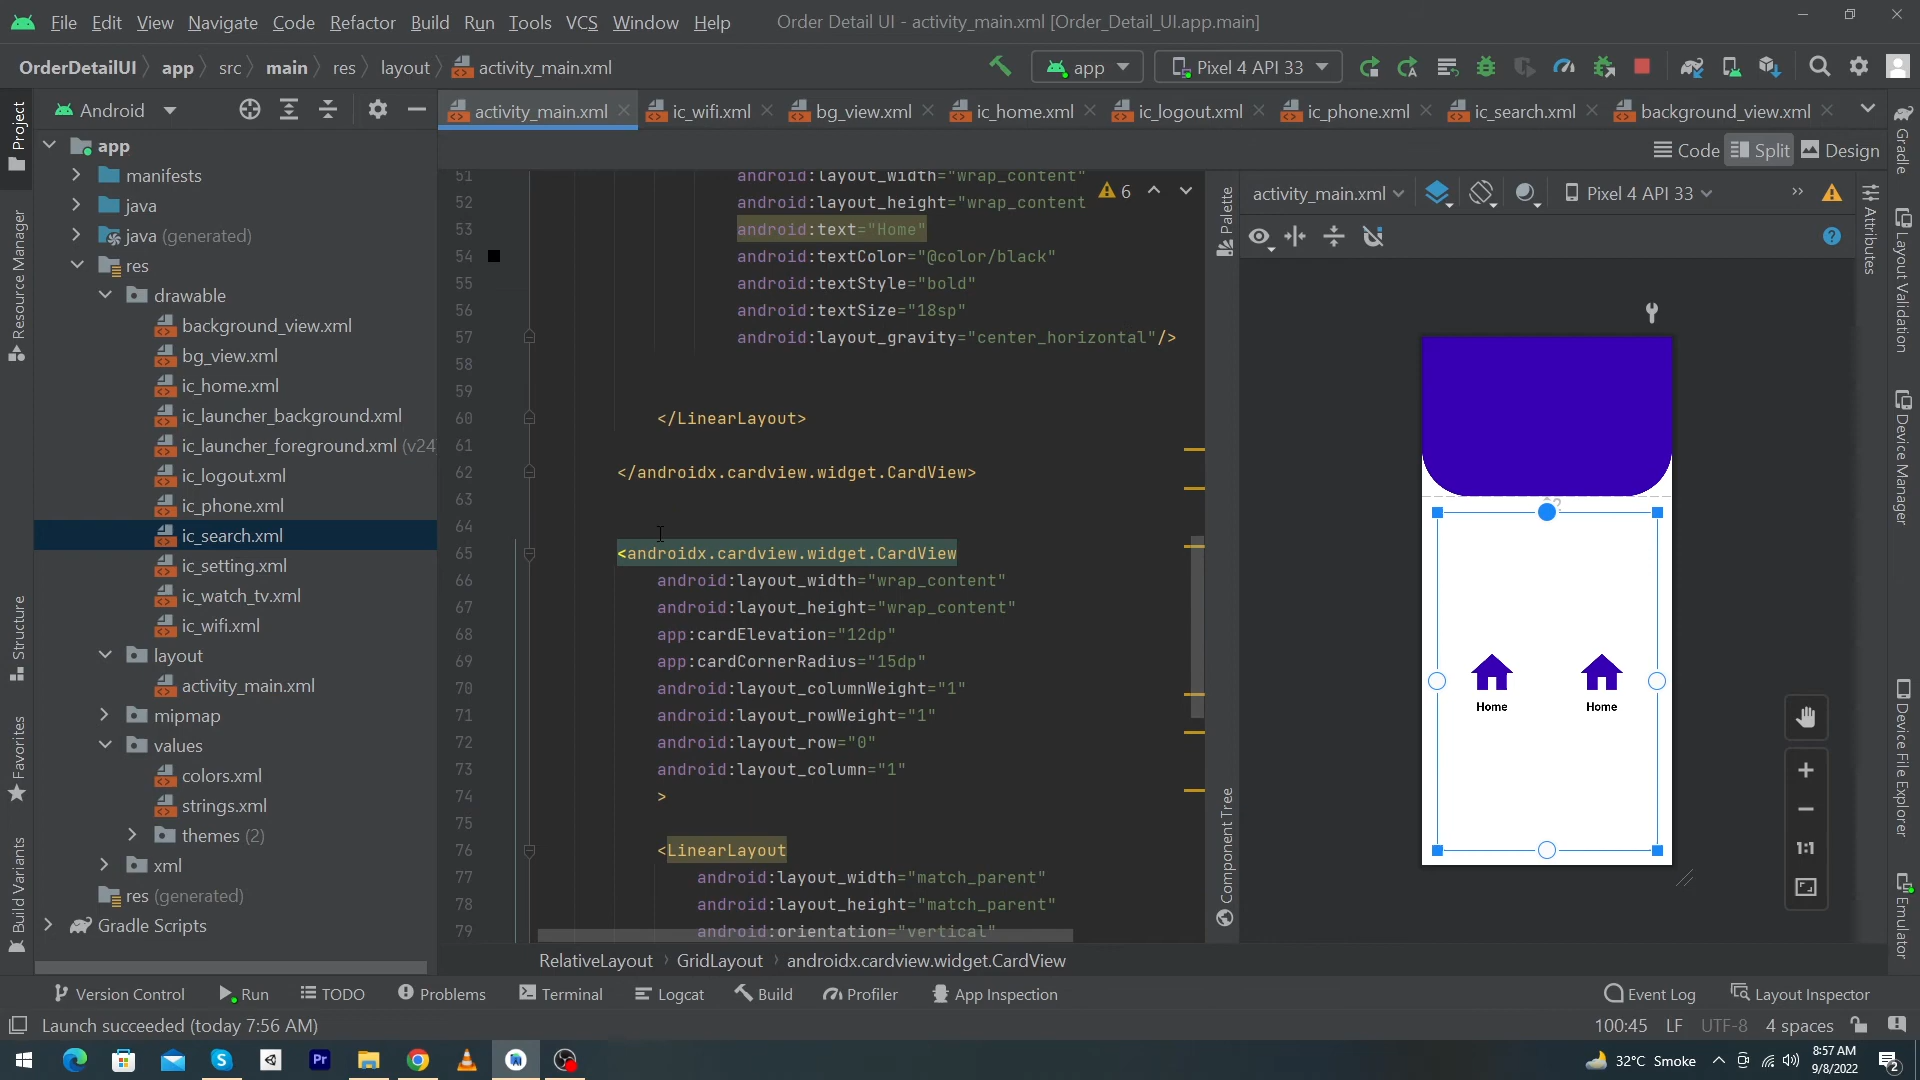 File Edit View Navigate Code Refactor Build Run Tools VCS Window Help Order Detail UI - activity_main.xml [Order_Detail_UI.app.main]
OrderDetailUI app src main res layout activity_main.xml app Pixel 4 API 33
Project
Android
activity_main.xml ic_wifi.xml bg_view.xml ic_home.xml ic_logout.xml ic_phone.xml ic_search.xml background_view.xml
Code Split Design
app
manifests
java
java (generated)
res
drawable
background_view.xml
bg_view.xml
ic_home.xml
ic_launcher_background.xml
ic_launcher_foreground.xml (v24
ic_logout.xml
ic_phone.xml
ic_search.xml
ic_setting.xml
ic_watch_tv.xml
ic_wifi.xml
layout
activity_main.xml
mipmap
values
colors.xml
strings.xml
themes (2)
xml
res (generated)
Gradle Scripts
Resource Manager
Structure
Favorites
Build Variants
51 android:layout_width="wrap_content"
52 android:layout_height="wrap_content
53 android:text="Home"
54 android:textColor="@color/black"
55 android:textStyle="bold"
56 android:textSize="18sp"
57 android:layout_gravity="center_horizontal"/>
58
59
60 </LinearLayout>
61
62 </androidx.cardview.widget.CardView>
63
64
65 <androidx.cardview.widget.CardView
66 android:layout_width="wrap_content"
67 android:layout_height="wrap_content"
68 app:cardElevation="12dp"
69 app:cardCornerRadius="15dp"
70 android:layout_columnWeight="1"
71 android:layout_rowWeight="1"
72 android:layout_row="0"
73 android:layout_column="1"
74 >
75
76 <LinearLayout
77 android:layout_width="match_parent"
78 android:layout_height="match_parent"
79 android:orientation="vertical"
6
Palette
Component Tree
activity_main.xml Pixel 4 API 33
Home Home
1:1
Attributes
Gradle
Layout Validation
Device Manager
Device File Explorer
Emulator
RelativeLayout GridLayout androidx.cardview.widget.CardView
Version Control Run TODO Problems Terminal Logcat Build Profiler App Inspection Event Log Layout Inspector
Launch succeeded (today 7:56 AM) 100:45 LF UTF-8 4 spaces
Pr
32°C Smoke
8:57 AM
9/8/2022
2